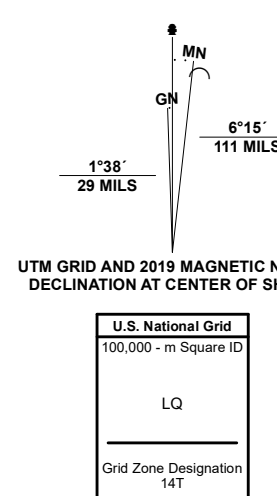 MN
GN
6°15´
111 MILS
1°38´
29 MILS
UTM GRID AND 2019 MAGNETIC N
DECLINATION AT CENTER OF SH
U.S. National Grid
100,000 - m Square ID
LQ
Grid Zone Designation
14T